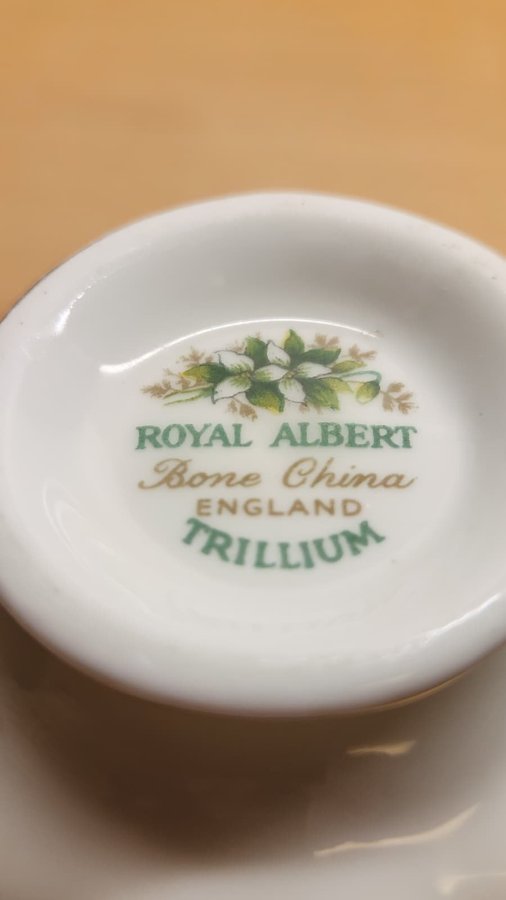 ROYAL ALBERT
Bone China
ENGLAND
TRILLIUM